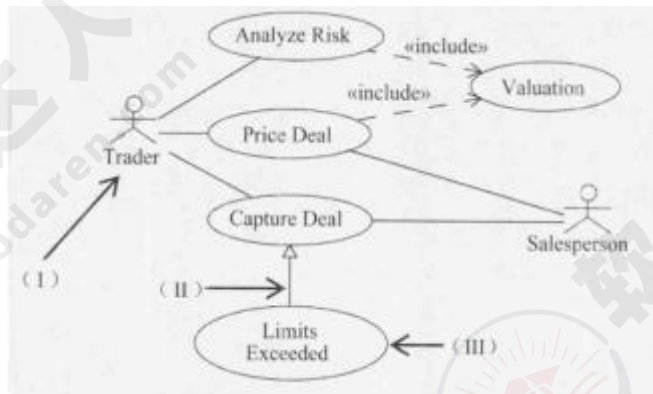 Analyze Risk
«include»
Valuation
«include»
Price Deal
Trader
Capture Deal
Salesperson
( I )
( II )
Limits
Exceeded
( III )